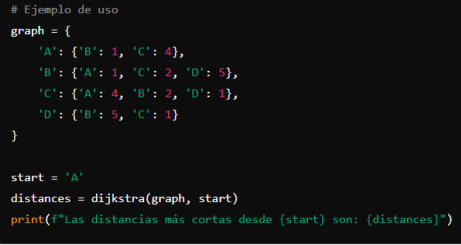 # Ejemplo de uso
graph = {
    'A': {'B': 1, 'C': 4},
    'B': {'A': 1, 'C': 2, 'D': 5},
    'C': {'A': 4, 'B': 2, 'D': 1},
    'D': {'B': 5, 'C': 1}
}
start = 'A'
distances = dijkstra(graph, start)
print(f"Las distancias más cortas desde {start} son: {distances}")